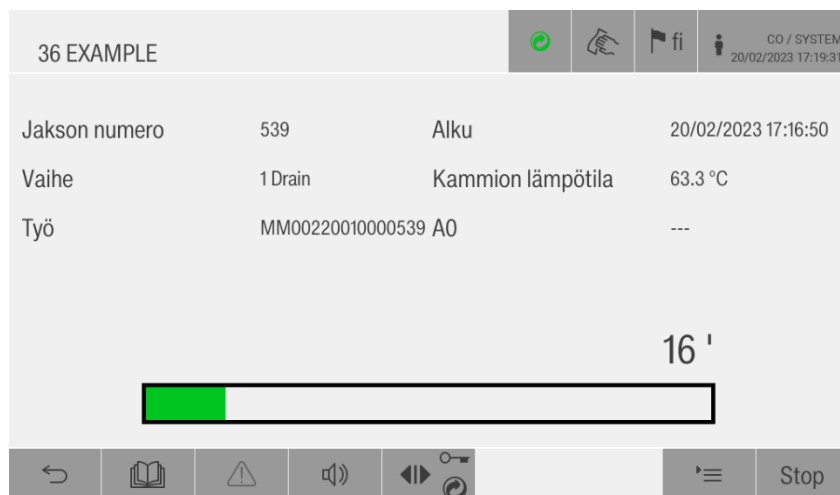 36 EXAMPLE
fi
CO / SYSTEM
20/02/2023 17:19:31
Jakson numero 539 Alku 20/02/2023 17:16:50
Vaihe 1 Drain Kammion lämpötila 63.3 °C
Työ MM00220010000539 A0 ---
16 '
Stop